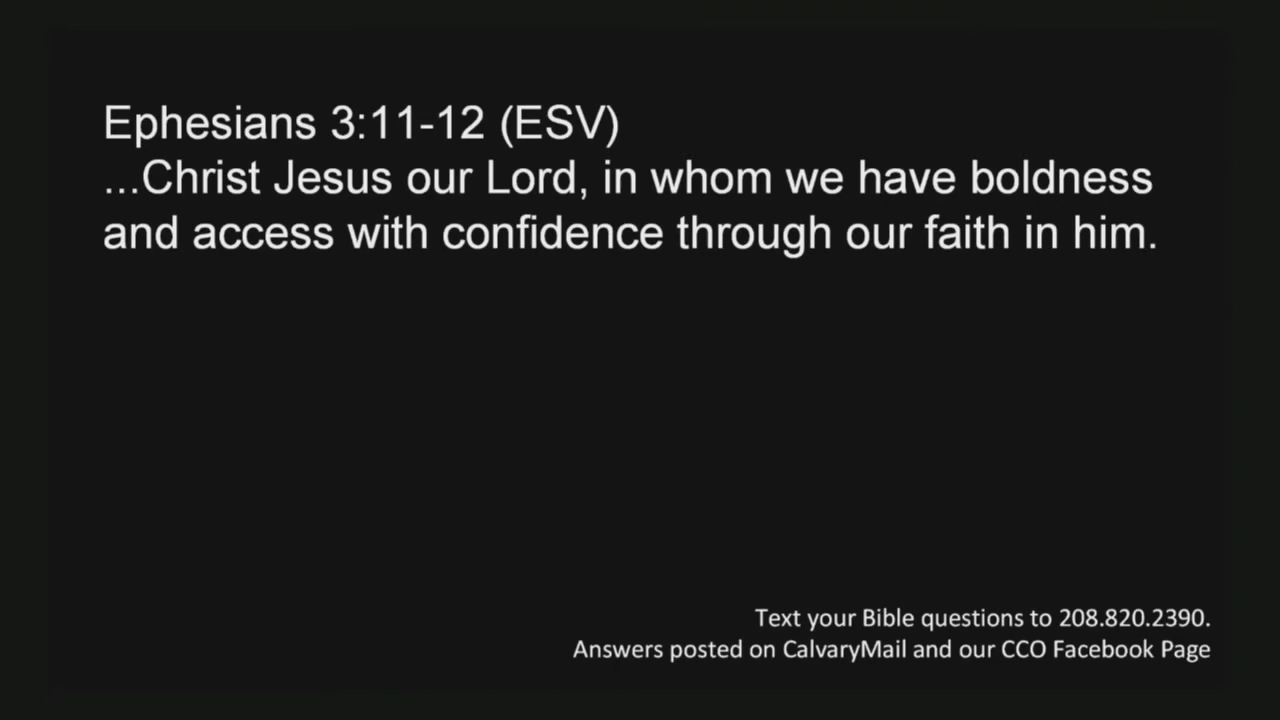 Ephesians 3:11-12 (ESV)
...Christ Jesus our Lord, in whom we have boldness
and access with confidence through our faith in him.
Text your Bible questions to 208.820.2390.
Answers posted on CalvaryMail and our CCO Facebook Page